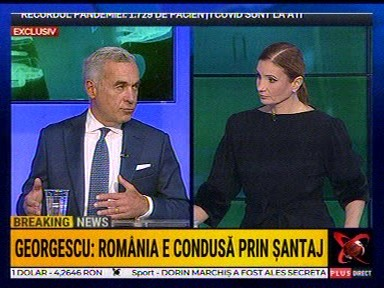 RECORDUL PANDEMIEI: 1.729 DE PACIENȚI COVID SUNT LA ATI
EXCLUSIV
BREAKING NEWS
GEORGESCU: ROMÂNIA E CONDUSĂ PRIN ȘANTAJ
1 DOLAR - 4,2646 RON Sport - DORIN MARCHIȘ A FOST ALES SECRETA
PLUS DIRECT